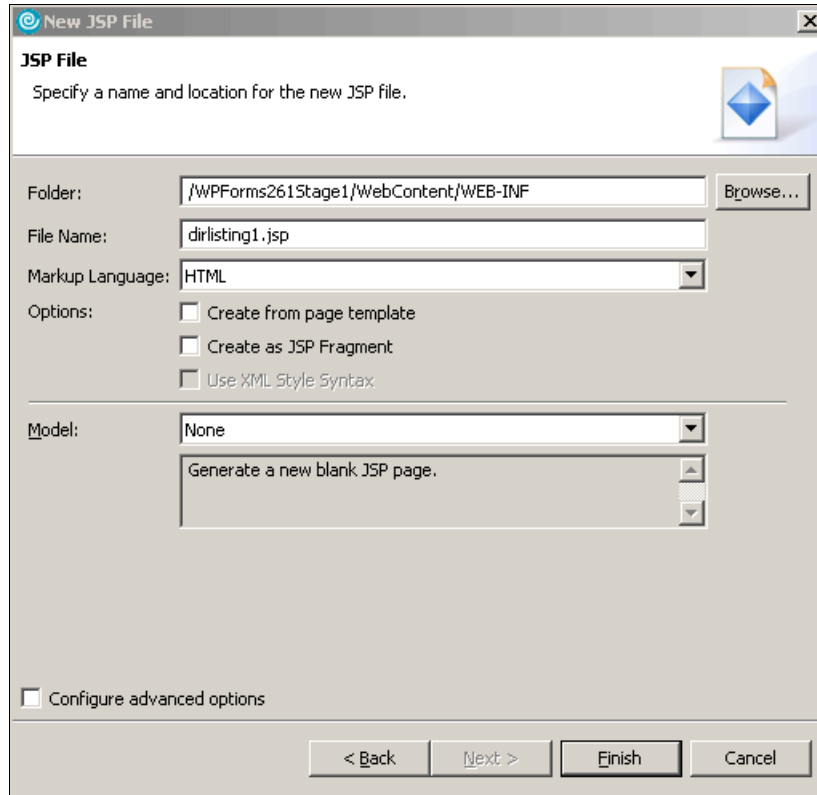 New JSP File
JSP File
Specify a name and location for the new JSP file.
Folder: /WPForms261Stage1/WebContent/WEB-INF Browse...
File Name: dirlisting1.jsp
Markup Language: HTML
Options: Create from page template
Create as JSP Fragment
Use XML Style Syntax
Model: None
Generate a new blank JSP page.
Configure advanced options
< Back Next > Finish Cancel